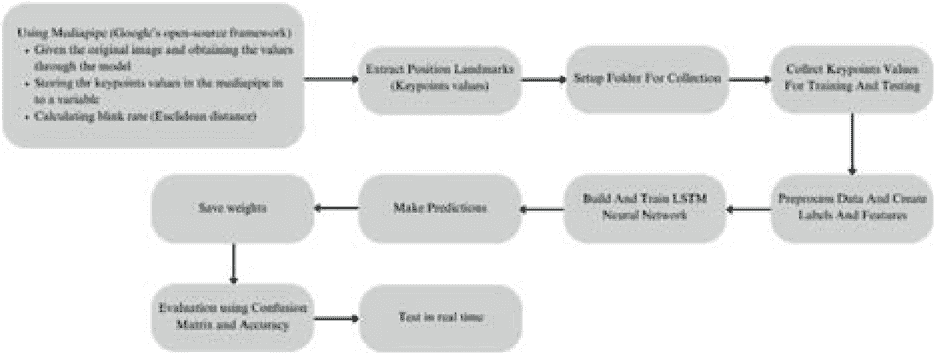 Using Mediapipe (Google's open-source framework)
• Given the original image and obtaining the values
through the model
• Storing the keypoints values in the mediapipe in
to a variable
• Calculating blink rate (Euclidean distance)
Extract Position Landmarks
(Keypoints values)
Setup Folder For Collection
Collect Keypoints Values
For Training And Testing
Preprocess Data And Create
Labels And Features
Build And Train LSTM
Neural Network
Make Predictions
Save weights
Evaluation using Confusion
Matrix and Accuracy
Test in real time